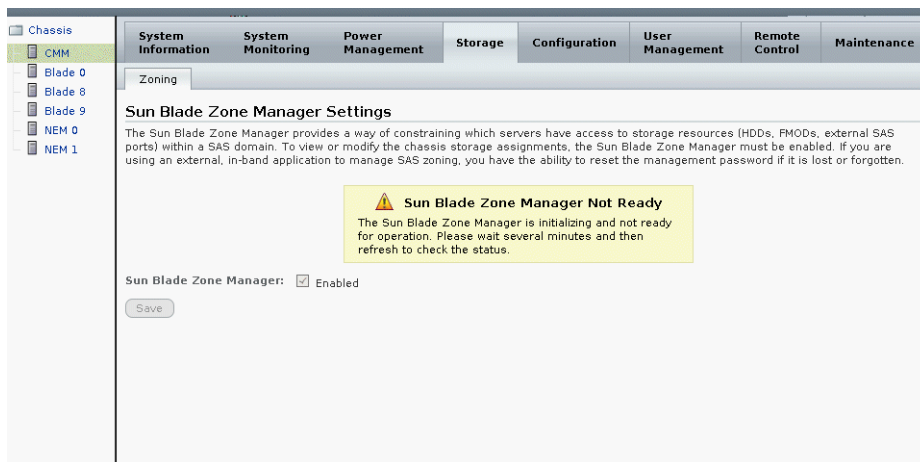 Chassis
CMM
Blade 0
Blade 8
Blade 9
NEM 0
NEM 1
System Information
System Monitoring
Power Management
Storage
Configuration
User Management
Remote Control
Maintenance
Zoning
Sun Blade Zone Manager Settings
The Sun Blade Zone Manager provides a way of constraining which servers have access to storage resources (HDDs, FMODs, external SAS
ports) within a SAS domain. To view or modify the chassis storage assignments, the Sun Blade Zone Manager must be enabled. If you are
using an external, in-band application to manage SAS zoning, you have the ability to reset the management password if it is lost or forgotten.
Sun Blade Zone Manager Not Ready
The Sun Blade Zone Manager is initializing and not ready
for operation. Please wait several minutes and then
refresh to check the status.
Sun Blade Zone Manager: Enabled
Save